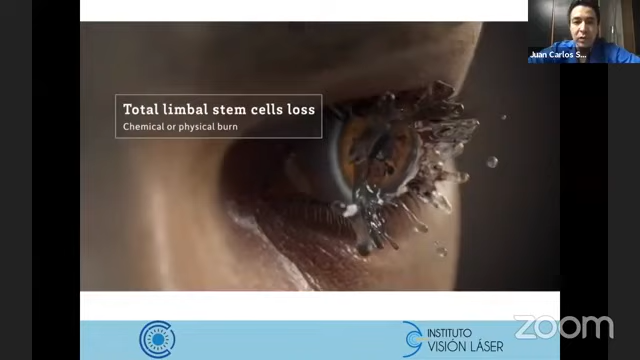 Juan Carlos S...
Total limbal stem cells loss
Chemical or physical burn
INSTITUTO
VISIÓN LÁSER
zoom